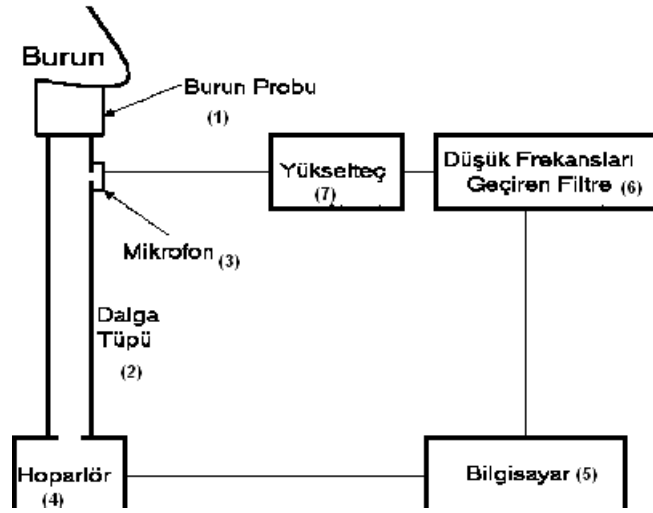 Burun
Burun Probu
(1)
Yükselteç
(7)
Düşük Frekansları
Geçiren Filtre (6)
Mikrofon (3)
Dalga
Tüpü
(2)
Hoparlör
(4)
Bilgisayar (5)